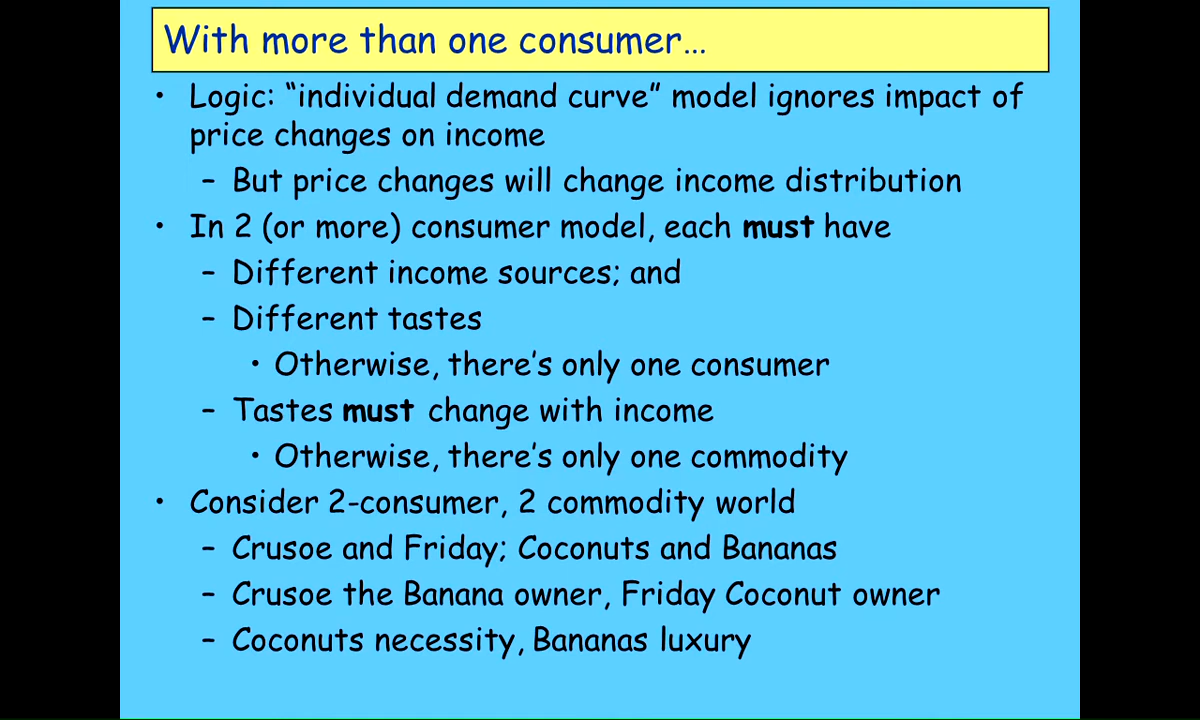 With more than one consumer…
• Logic: “individual demand curve” model ignores impact of
price changes on income
– But price changes will change income distribution
• In 2 (or more) consumer model, each must have
– Different income sources; and
– Different tastes
• Otherwise, there’s only one consumer
– Tastes must change with income
• Otherwise, there’s only one commodity
• Consider 2-consumer, 2 commodity world
– Crusoe and Friday; Coconuts and Bananas
– Crusoe the Banana owner, Friday Coconut owner
– Coconuts necessity, Bananas luxury